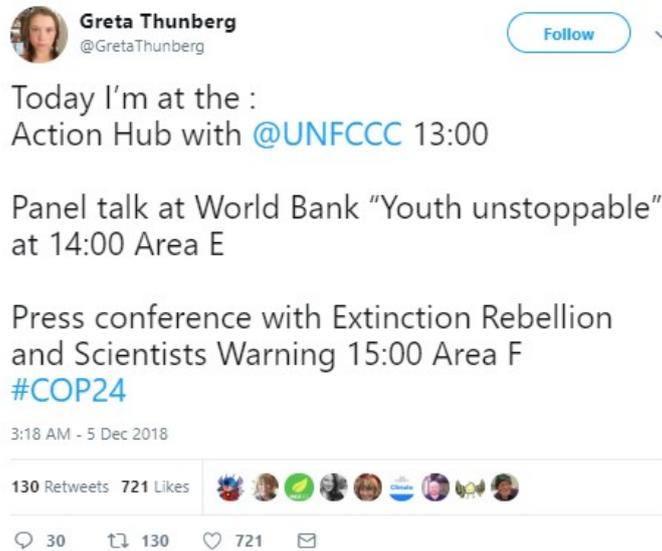 Greta Thunberg
@GretaThunberg
Follow
Today I'm at the :
Action Hub with @UNFCCC 13:00
Panel talk at World Bank “Youth unstoppable”
at 14:00 Area E
Press conference with Extinction Rebellion
and Scientists Warning 15:00 Area F
#COP24
3:18 AM - 5 Dec 2018
130 Retweets 721 Likes
30 130 721